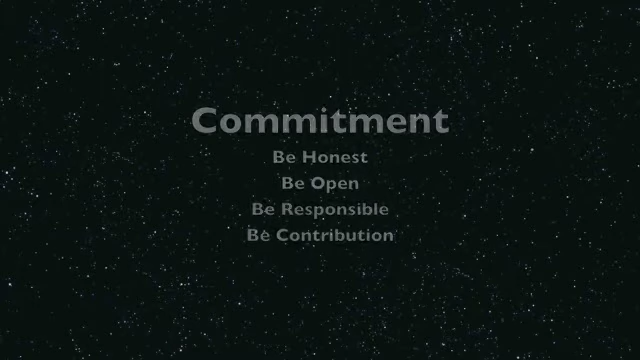 Commitment
Be Honest
Be Open
Be Responsible
Be Contribution